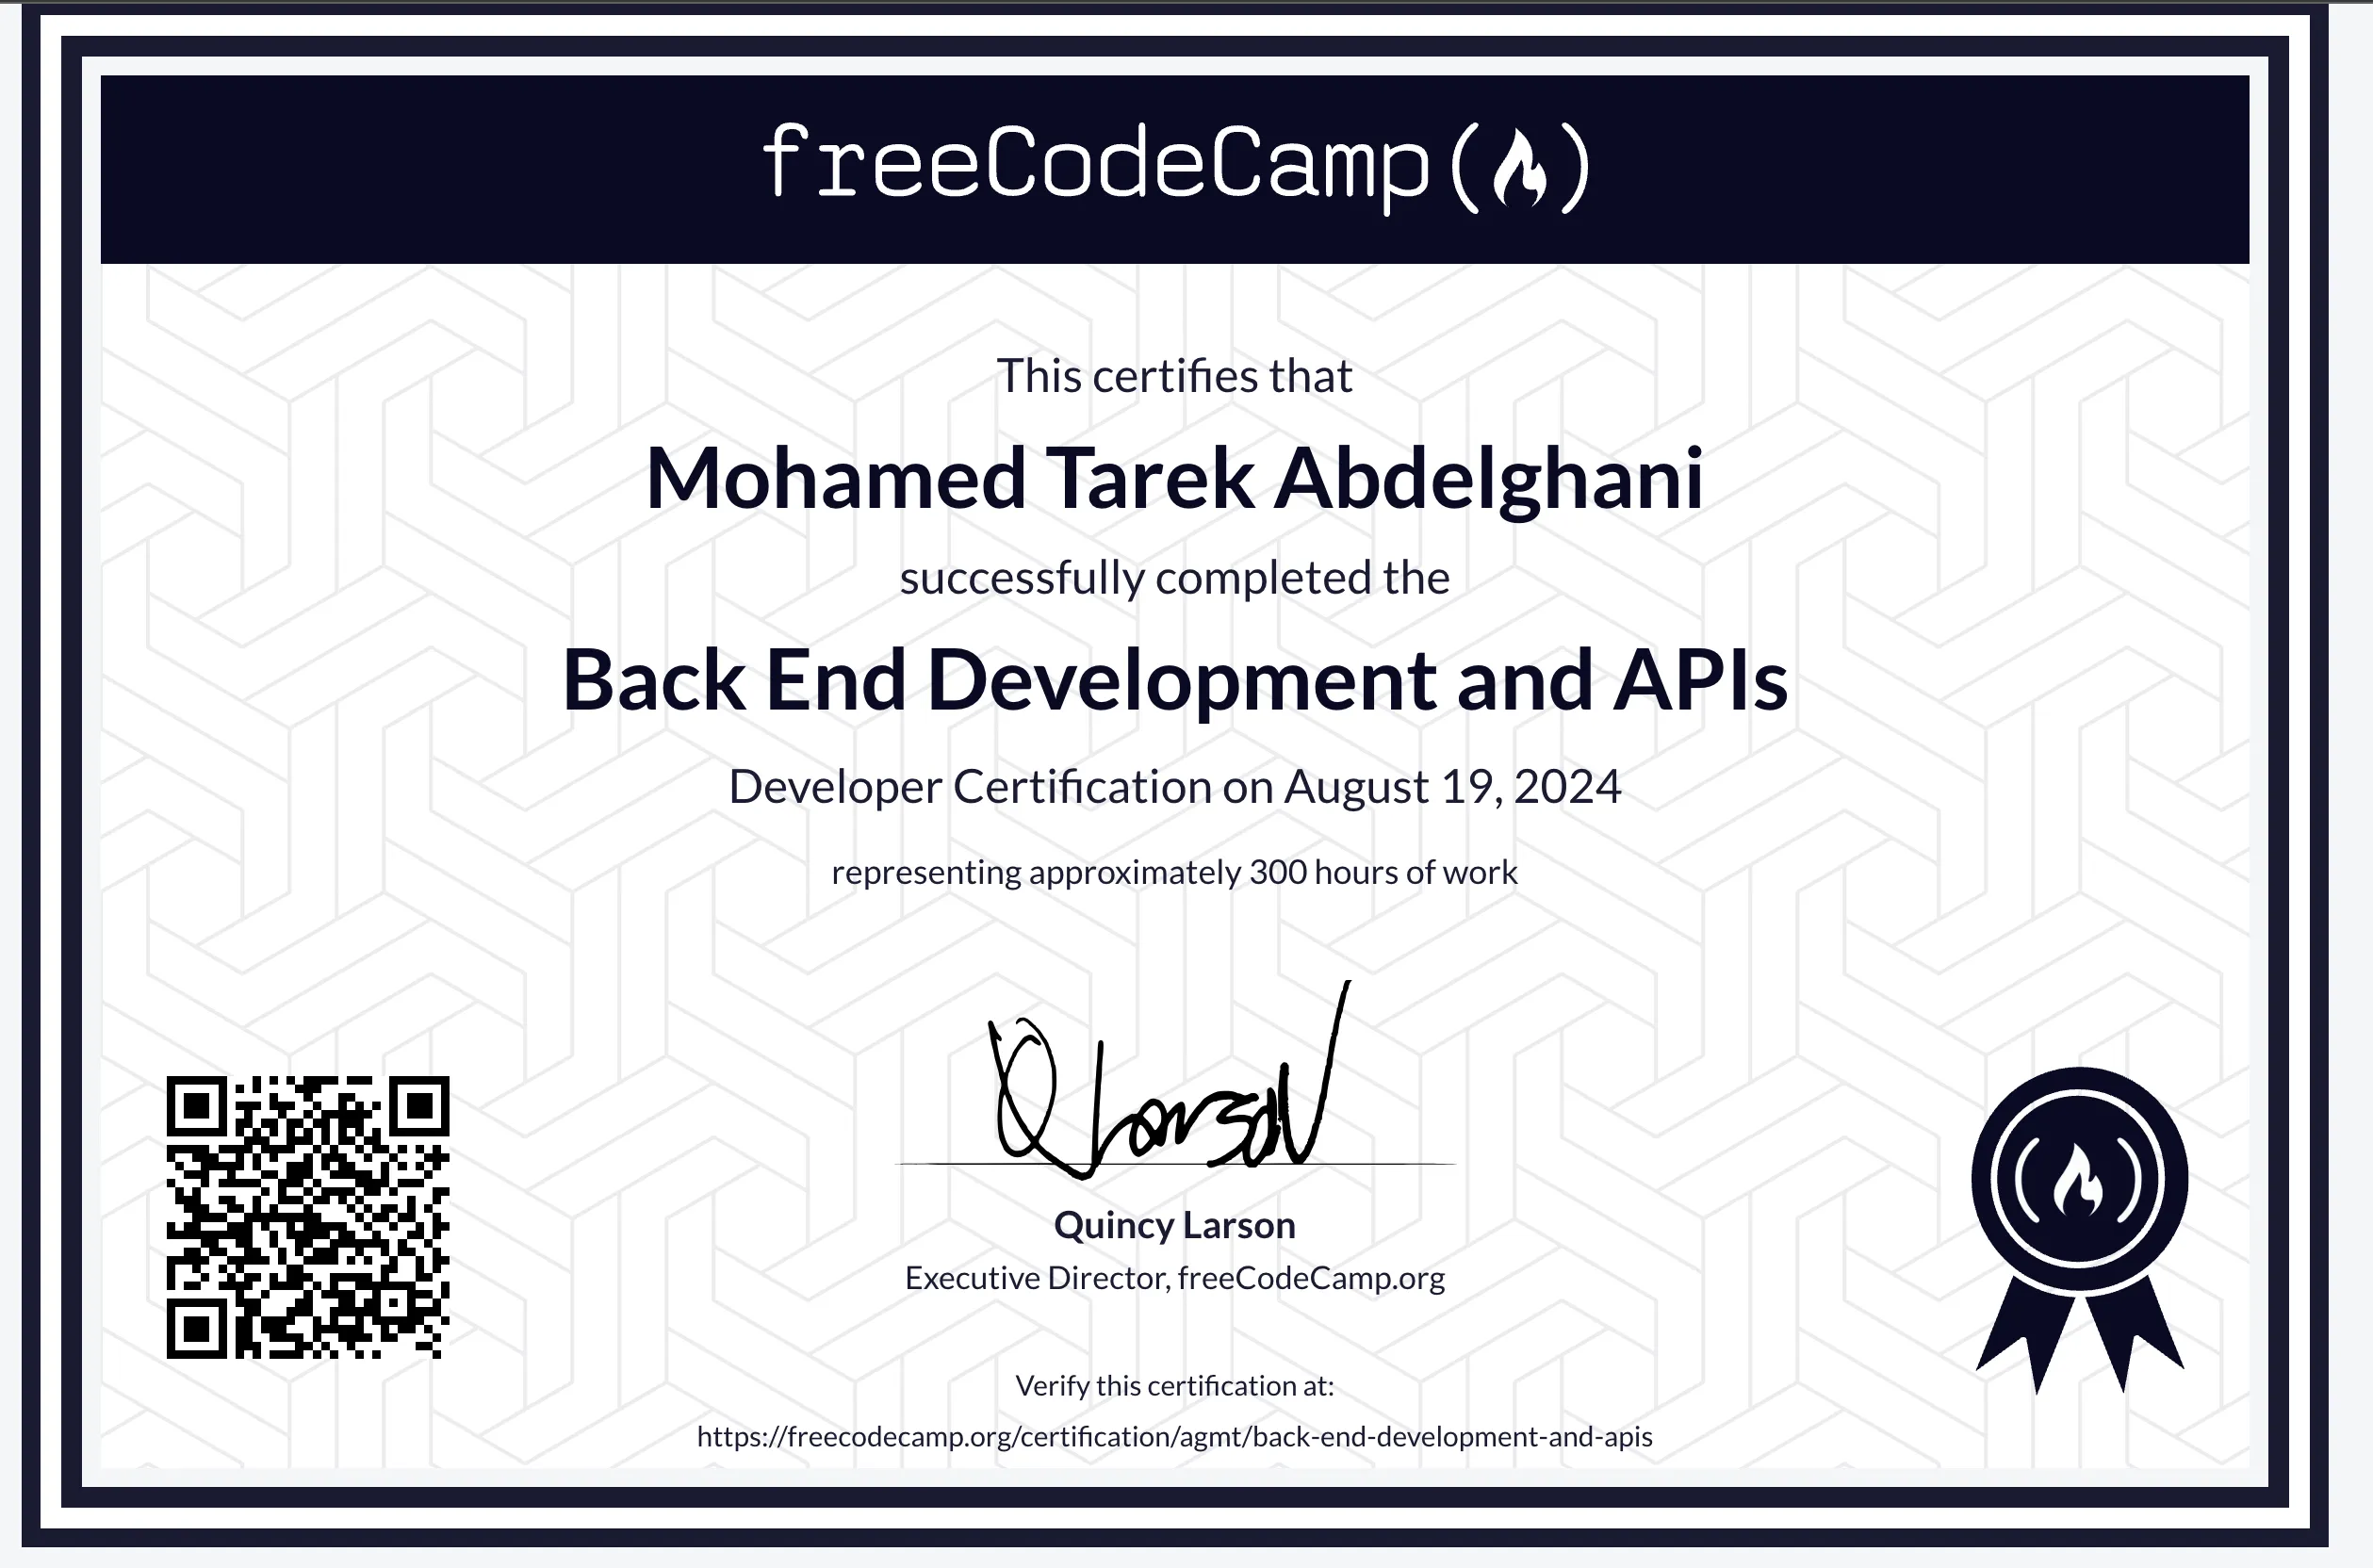 freeCodeCamp
This certifies that
Mohamed Tarek Abdelghani
successfully completed the
Back End Development and APIs
Developer Certification on August 19, 2024
representing approximately 300 hours of work
Quincy Larson
Executive Director, freeCodeCamp.org
Verify this certification at:
https://freecodecamp.org/certification/agmt/back-end-development-and-apis